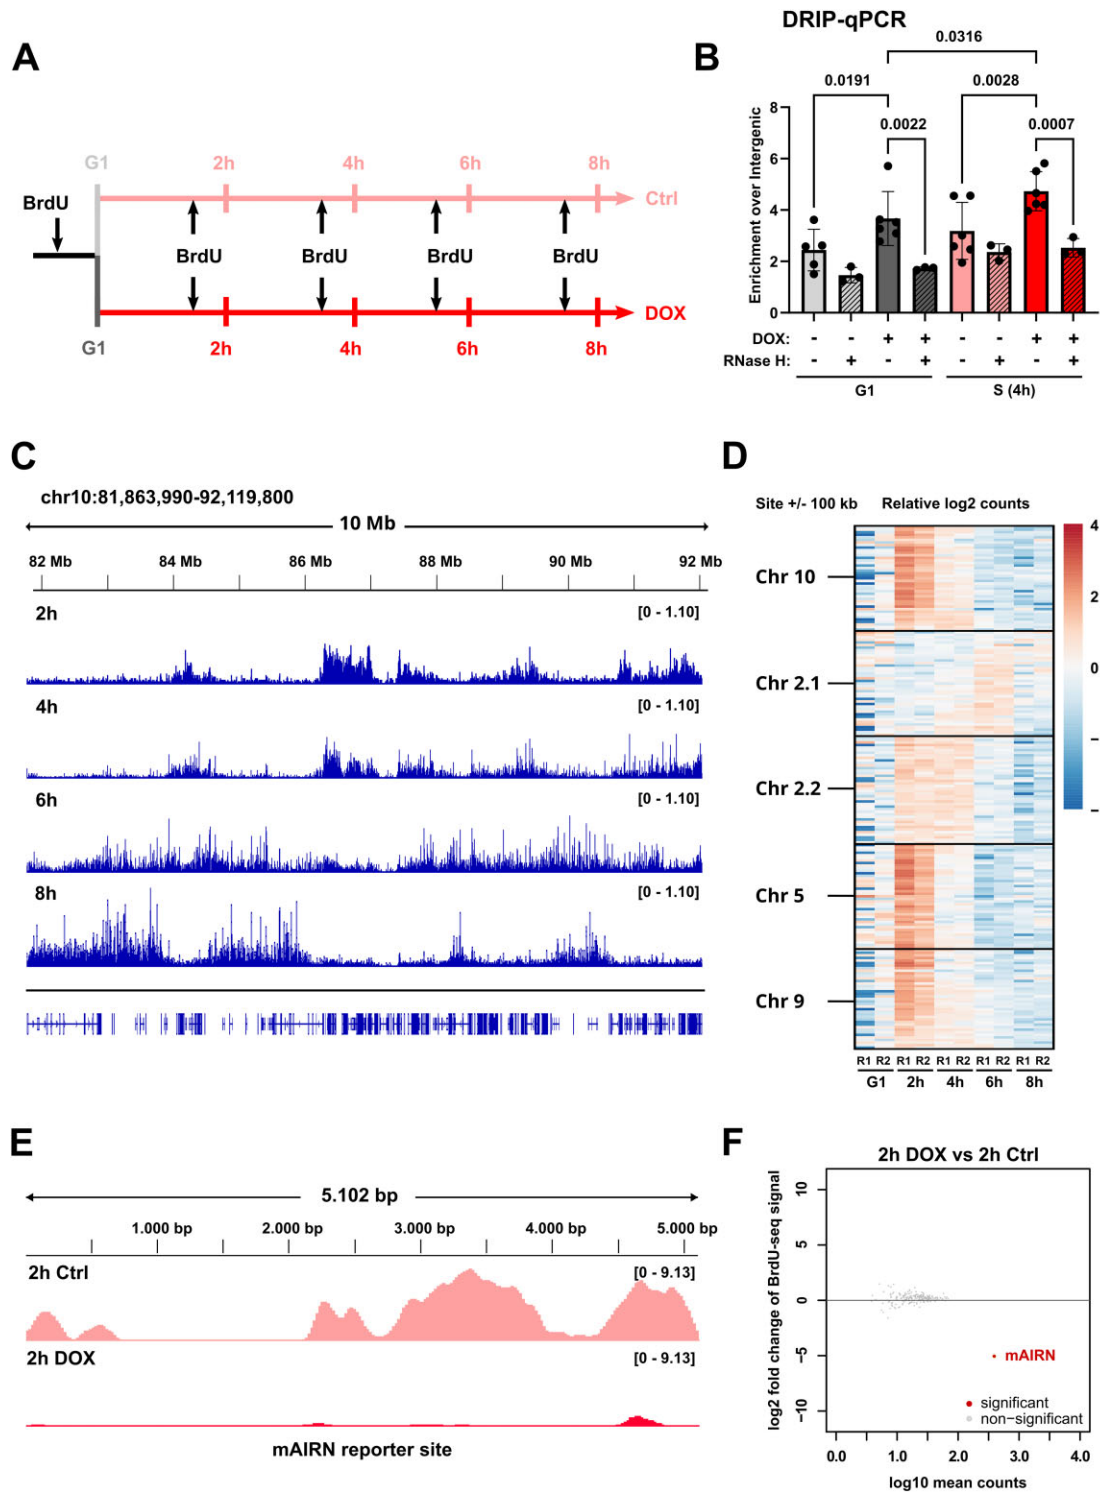 A
G1 2h 4h 6h 8h
BrdU Ctrl
BrdU BrdU BrdU BrdU
DOX
G1 2h 4h 6h 8h
DRIP-qPCR
B
0.0316
0.0191 0.0028
0.0022 0.0007
Enrichment over Intergenic
8
6
4
2
0
DOX: - - + + - - + +
RNase H: - + - + - + - +
G1 S (4h)
C
chr10:81,863,990-92,119,800
10 Mb
82 Mb 84 Mb 86 Mb 88 Mb 90 Mb 92 Mb
2h [0 - 1.10]
4h [0 - 1.10]
6h [0 - 1.10]
8h [0 - 1.10]
D
Site +/- 100 kb Relative log2 counts
Chr 10
Chr 2.1
Chr 2.2
Chr 5
Chr 9
4
2
0
–
–
R1 R2 R1 R2 R1 R2 R1 R2 R1 R2
G1 2h 4h 6h 8h
E
5.102 bp
1.000 bp 2.000 bp 3.000 bp 4.000 bp 5.000 bp
2h Ctrl [0 - 9.13]
2h DOX [0 - 9.13]
mAIRN reporter site
F
2h DOX vs 2h Ctrl
log2 fold change of BrdU-seq signal
10
5
0
−5
−10
mAIRN
significant
non−significant
0.0 1.0 2.0 3.0 4.0
log10 mean counts